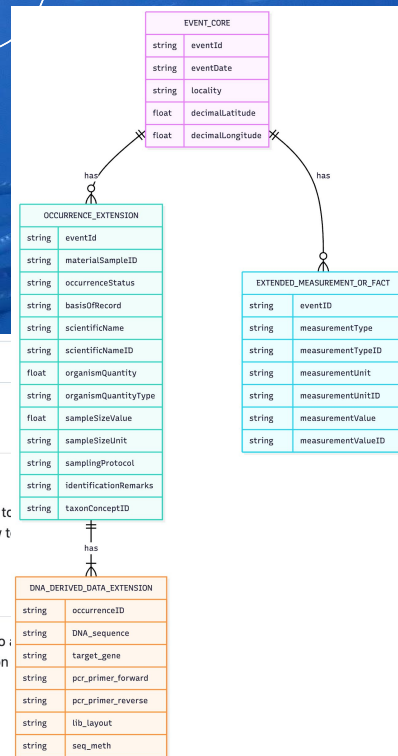 EVENT_CORE
string eventId
string eventDate
string locality
float decimalLatitude
float decimalLongitude
has
has
OCCURRENCE_EXTENSION
string eventId
string materialSampleID
string occurrenceStatus
string basisOfRecord
string scientificName
string scientificNameID
float organismQuantity
string organismQuantityType
float sampleSizeValue
string sampleSizeUnit
string samplingProtocol
string identificationRemarks
string taxonConceptID
EXTENDED_MEASUREMENT_OR_FACT
string eventID
string measurementType
string measurementTypeID
string measurementUnit
string measurementUnitID
string measurementValue
string measurementValueID
has
DNA_DERIVED_DATA_EXTENSION
string occurrenceID
string DNA_sequence
string target_gene
string pcr_primer_forward
string pcr_primer_reverse
string lib_layout
string seq_meth